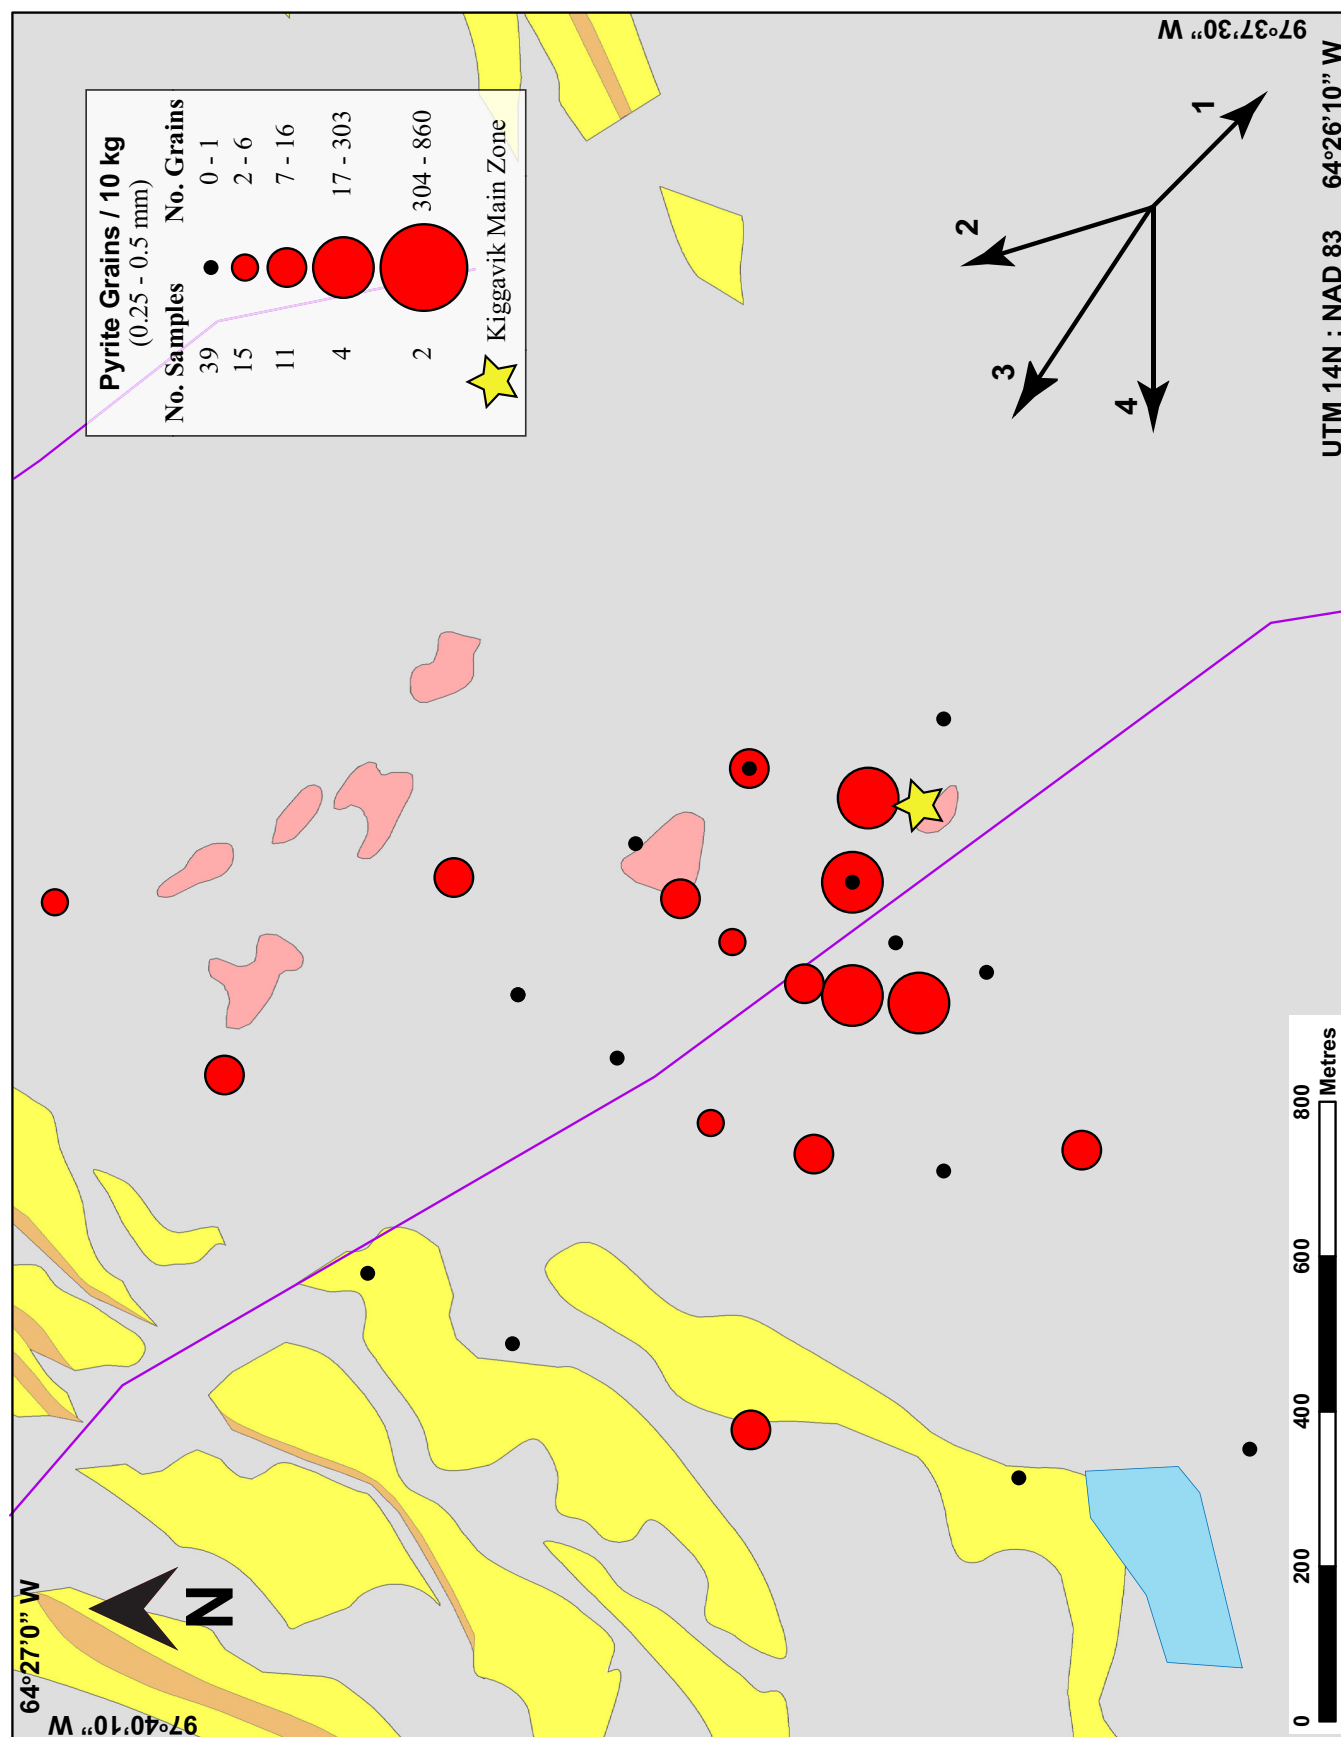 64°27'0" W
97°40'10" W
N
Pyrite Grains / 10 kg
(0.25 - 0.5 mm)
No. Samples No. Grains
39 0 - 1
15 2 - 6
11 7 - 16
4 17 - 303
2 304 - 860
Kiggavik Main Zone
97°37'30" W
1
2
3
4
0 200 400 600 800
Metres
UTM 14N : NAD 83 64°26'10" W